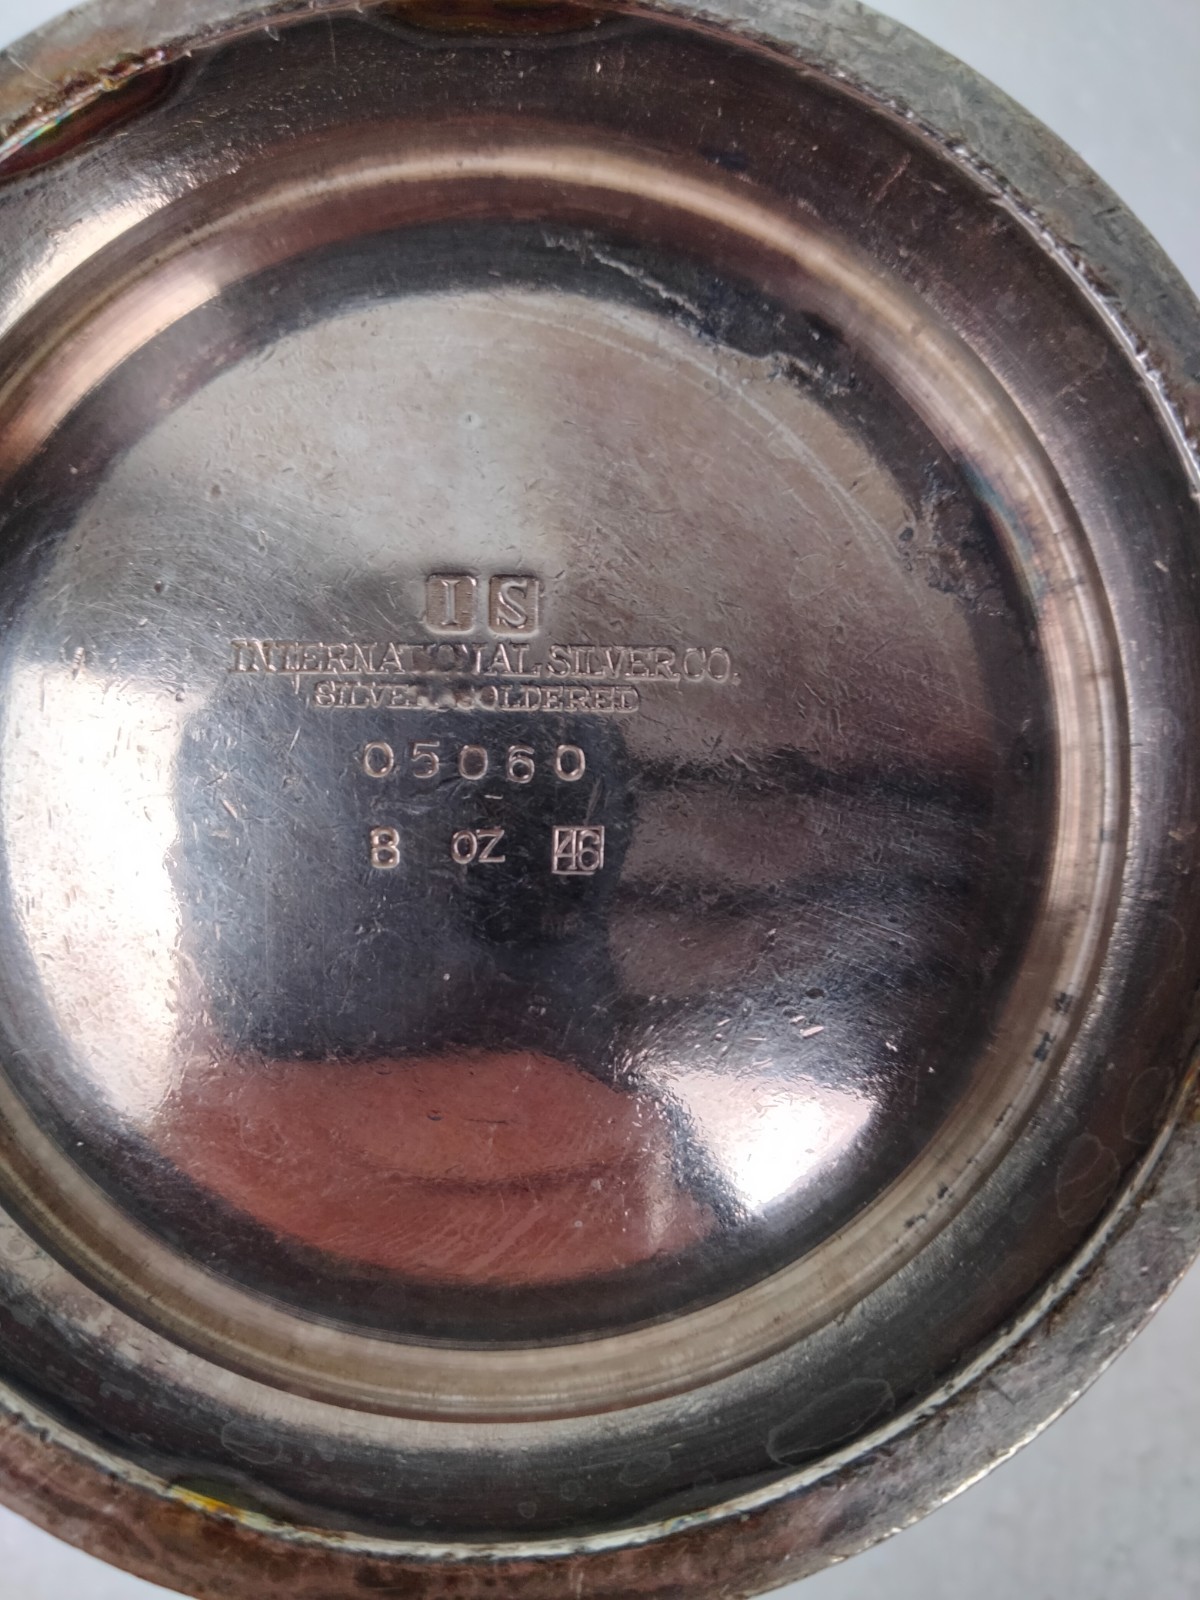 I S
INTERNATIONAL SILVER CO.
SILVER SOLDERED
05060
8 OZ 46